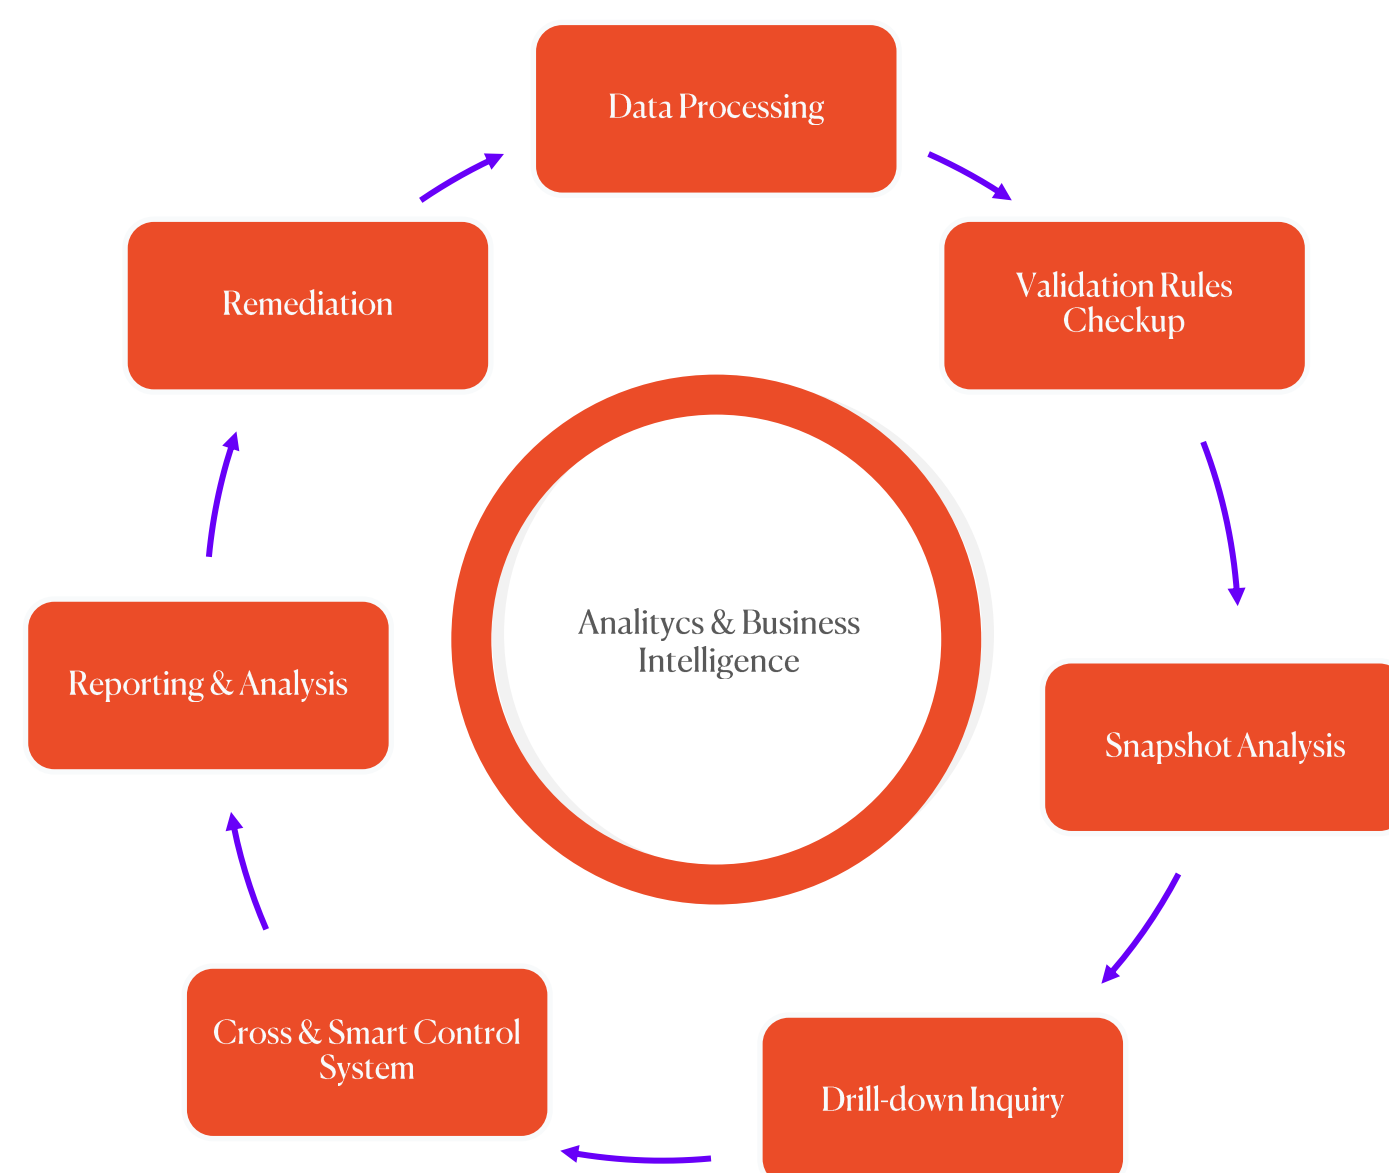 Data Processing
Validation Rules
Checkup
Snapshot Analysis
Drill-down Inquiry
Cross & Smart Control
System
Reporting & Analysis
Remediation
Analitycs & Business
Intelligence